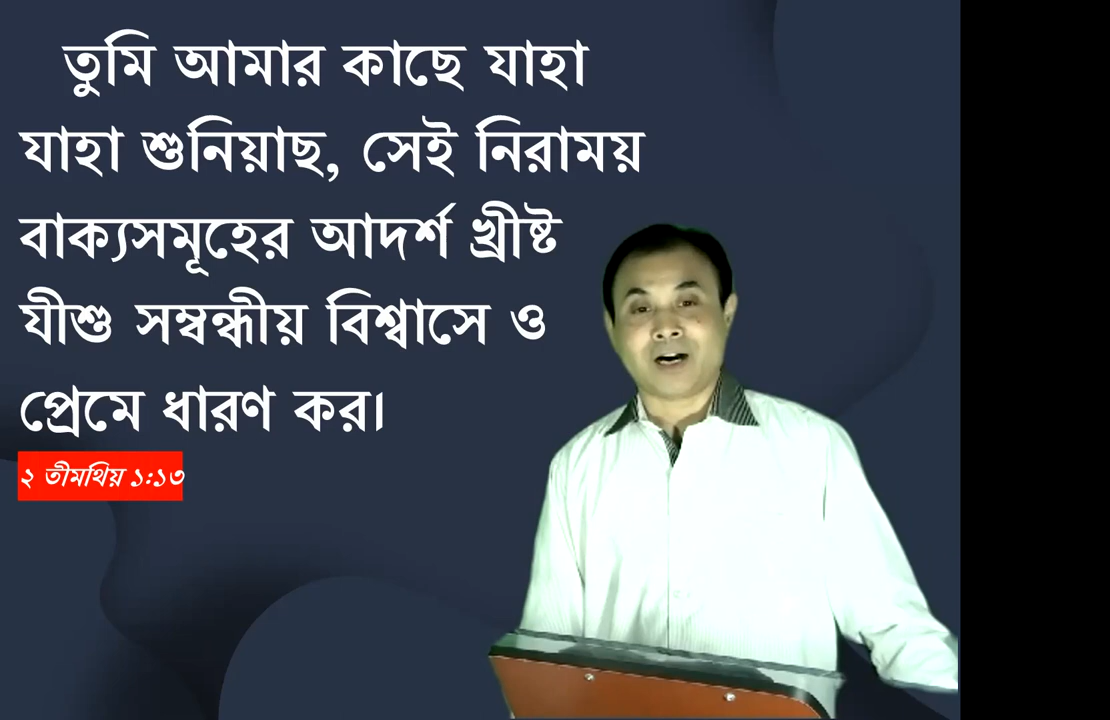 তুমি আমার কাছে যাহা
যাহা শুনিয়াছ, সেই নিরাময়
বাক্যসমূহের আদর্শ খ্রীষ্ট
যীশু সম্বন্ধীয় বিশ্বাসে ও
প্রেমে ধারণ কর।
২ তীমথিয় ১:১৩